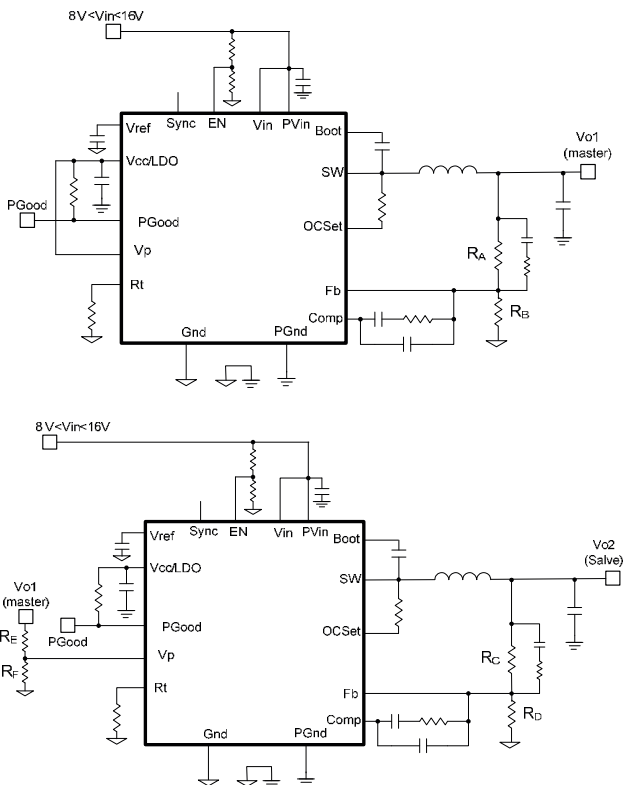 8V<Vin<16V
Sync EN Vin PVin
Vref
Boot
Vcc/LDO
SW
Vo1
(master)
PGood
PGood
OCSet
Vp
RA
Rt
Fb
RB
Comp
Gnd
PGnd
8V<Vin<16V
Sync EN Vin PVin
Vref
Boot
Vcc/LDO
SW
Vo2
(Salve)
Vo1
(master)
RE
PGood
PGood
OCSet
RF
Vp
RC
Rt
Fb
RD
Comp
Gnd
PGnd